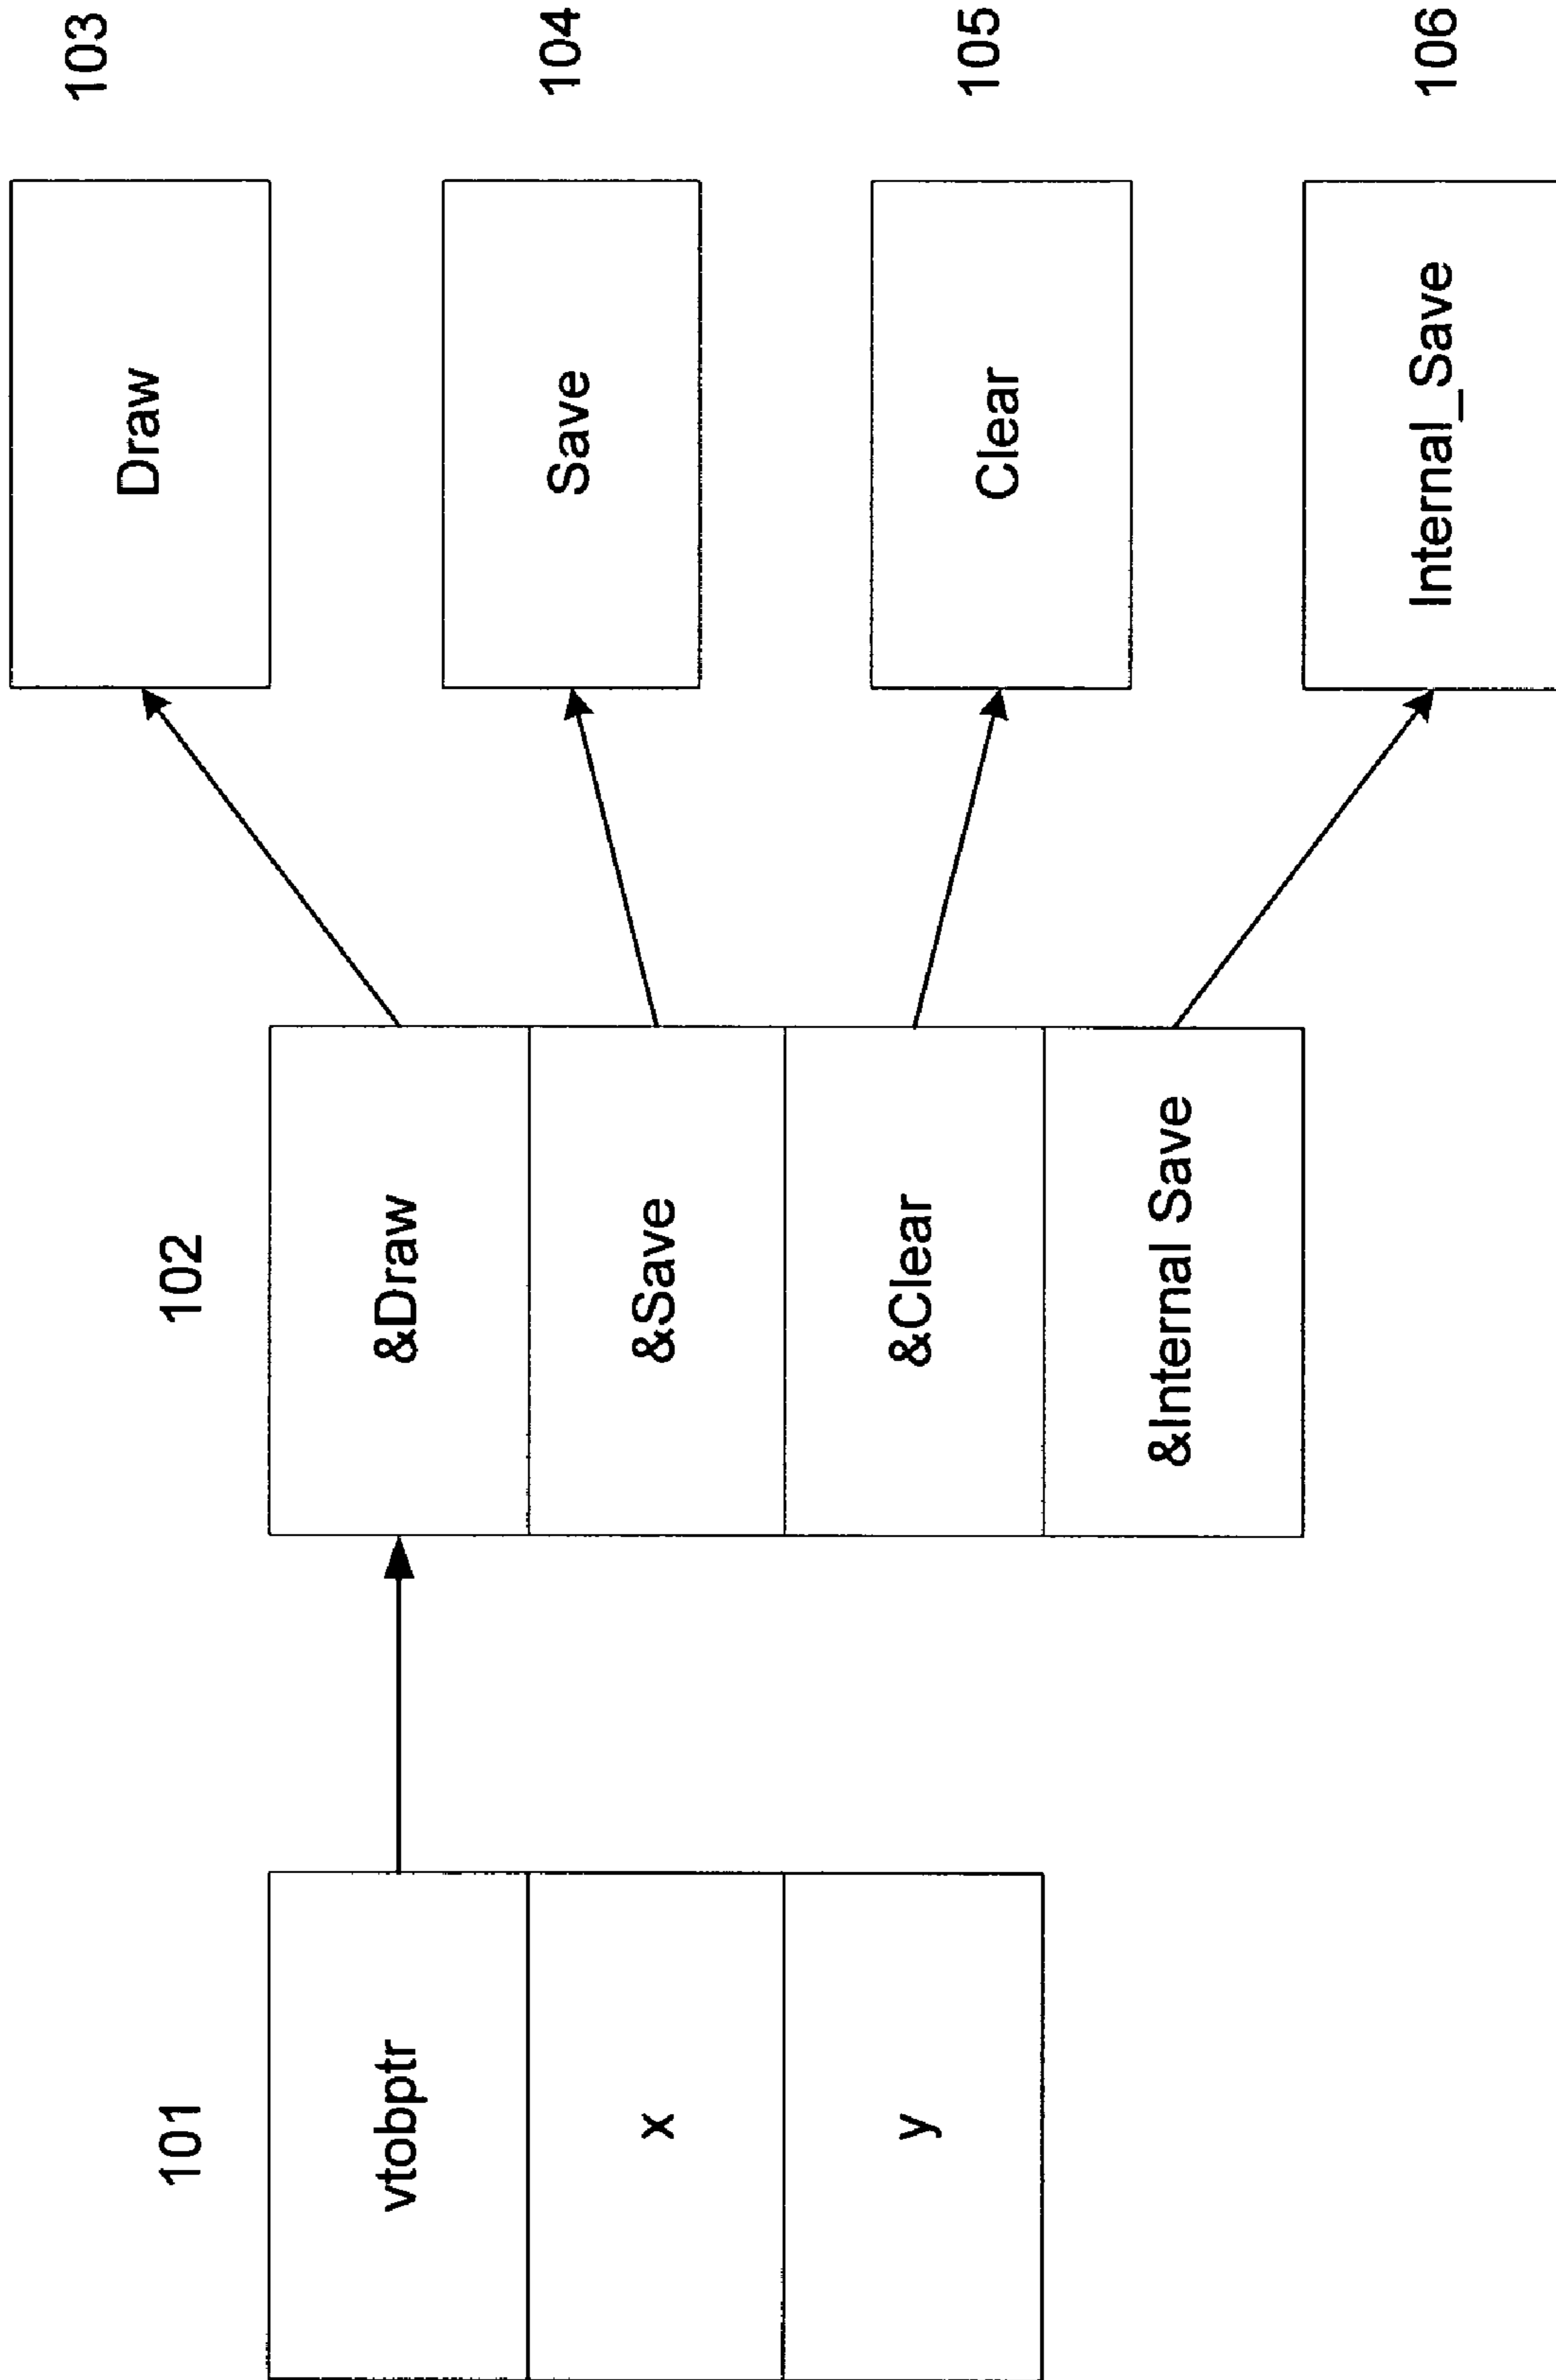 101
vtobptr
x
y
102
&Draw
&Save
&Clear
&Internal Save
Draw
103
Save
104
Clear
105
Internal_Save
106